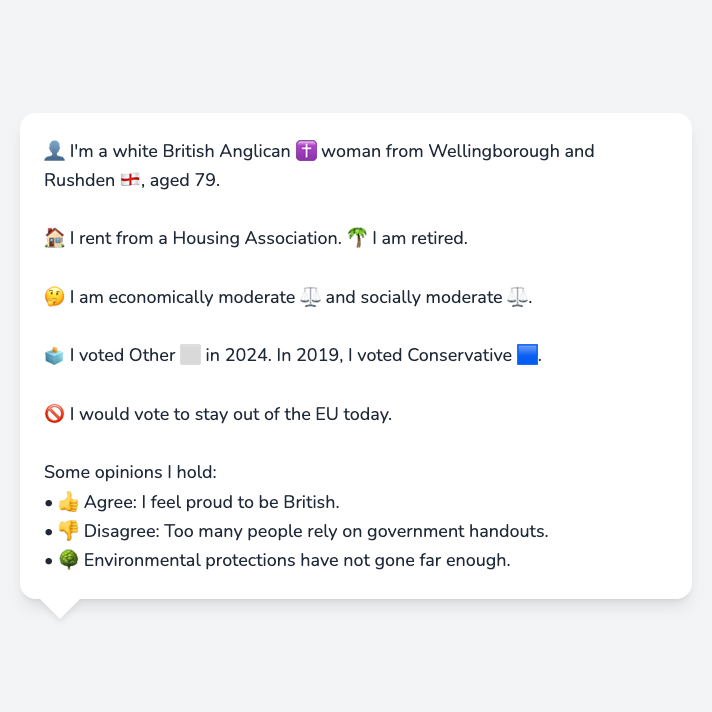 👤 I'm a white British Anglican ✝️ woman from Wellingborough and
Rushden 🏴󠁧󠁢󠁥󠁮󠁧󠁿, aged 79.
🏠 I rent from a Housing Association. 🌴 I am retired.
🤔 I am economically moderate ⚖️ and socially moderate ⚖️.
🗳️ I voted Other ⬜ in 2024. In 2019, I voted Conservative 🟦.
🚫 I would vote to stay out of the EU today.
Some opinions I hold:
• 👍 Agree: I feel proud to be British.
• 👎 Disagree: Too many people rely on government handouts.
• 🌳 Environmental protections have not gone far enough.